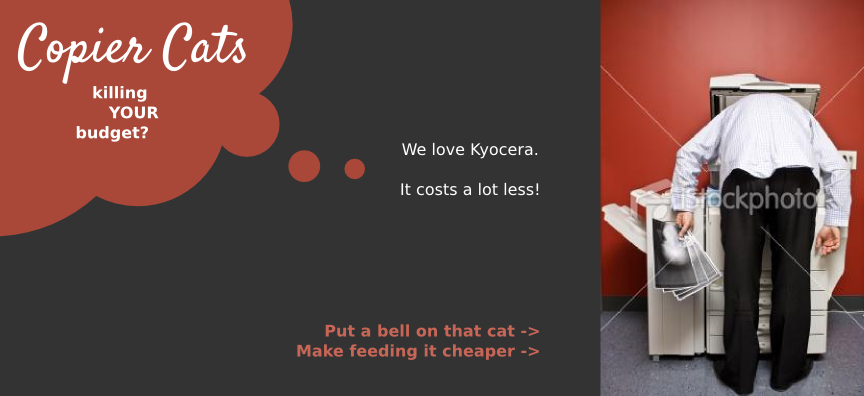 Copier Cats
killing
YOUR
budget?
We love Kyocera.
It costs a lot less!
istockphoto
Put a bell on that cat ->
Make feeding it cheaper ->